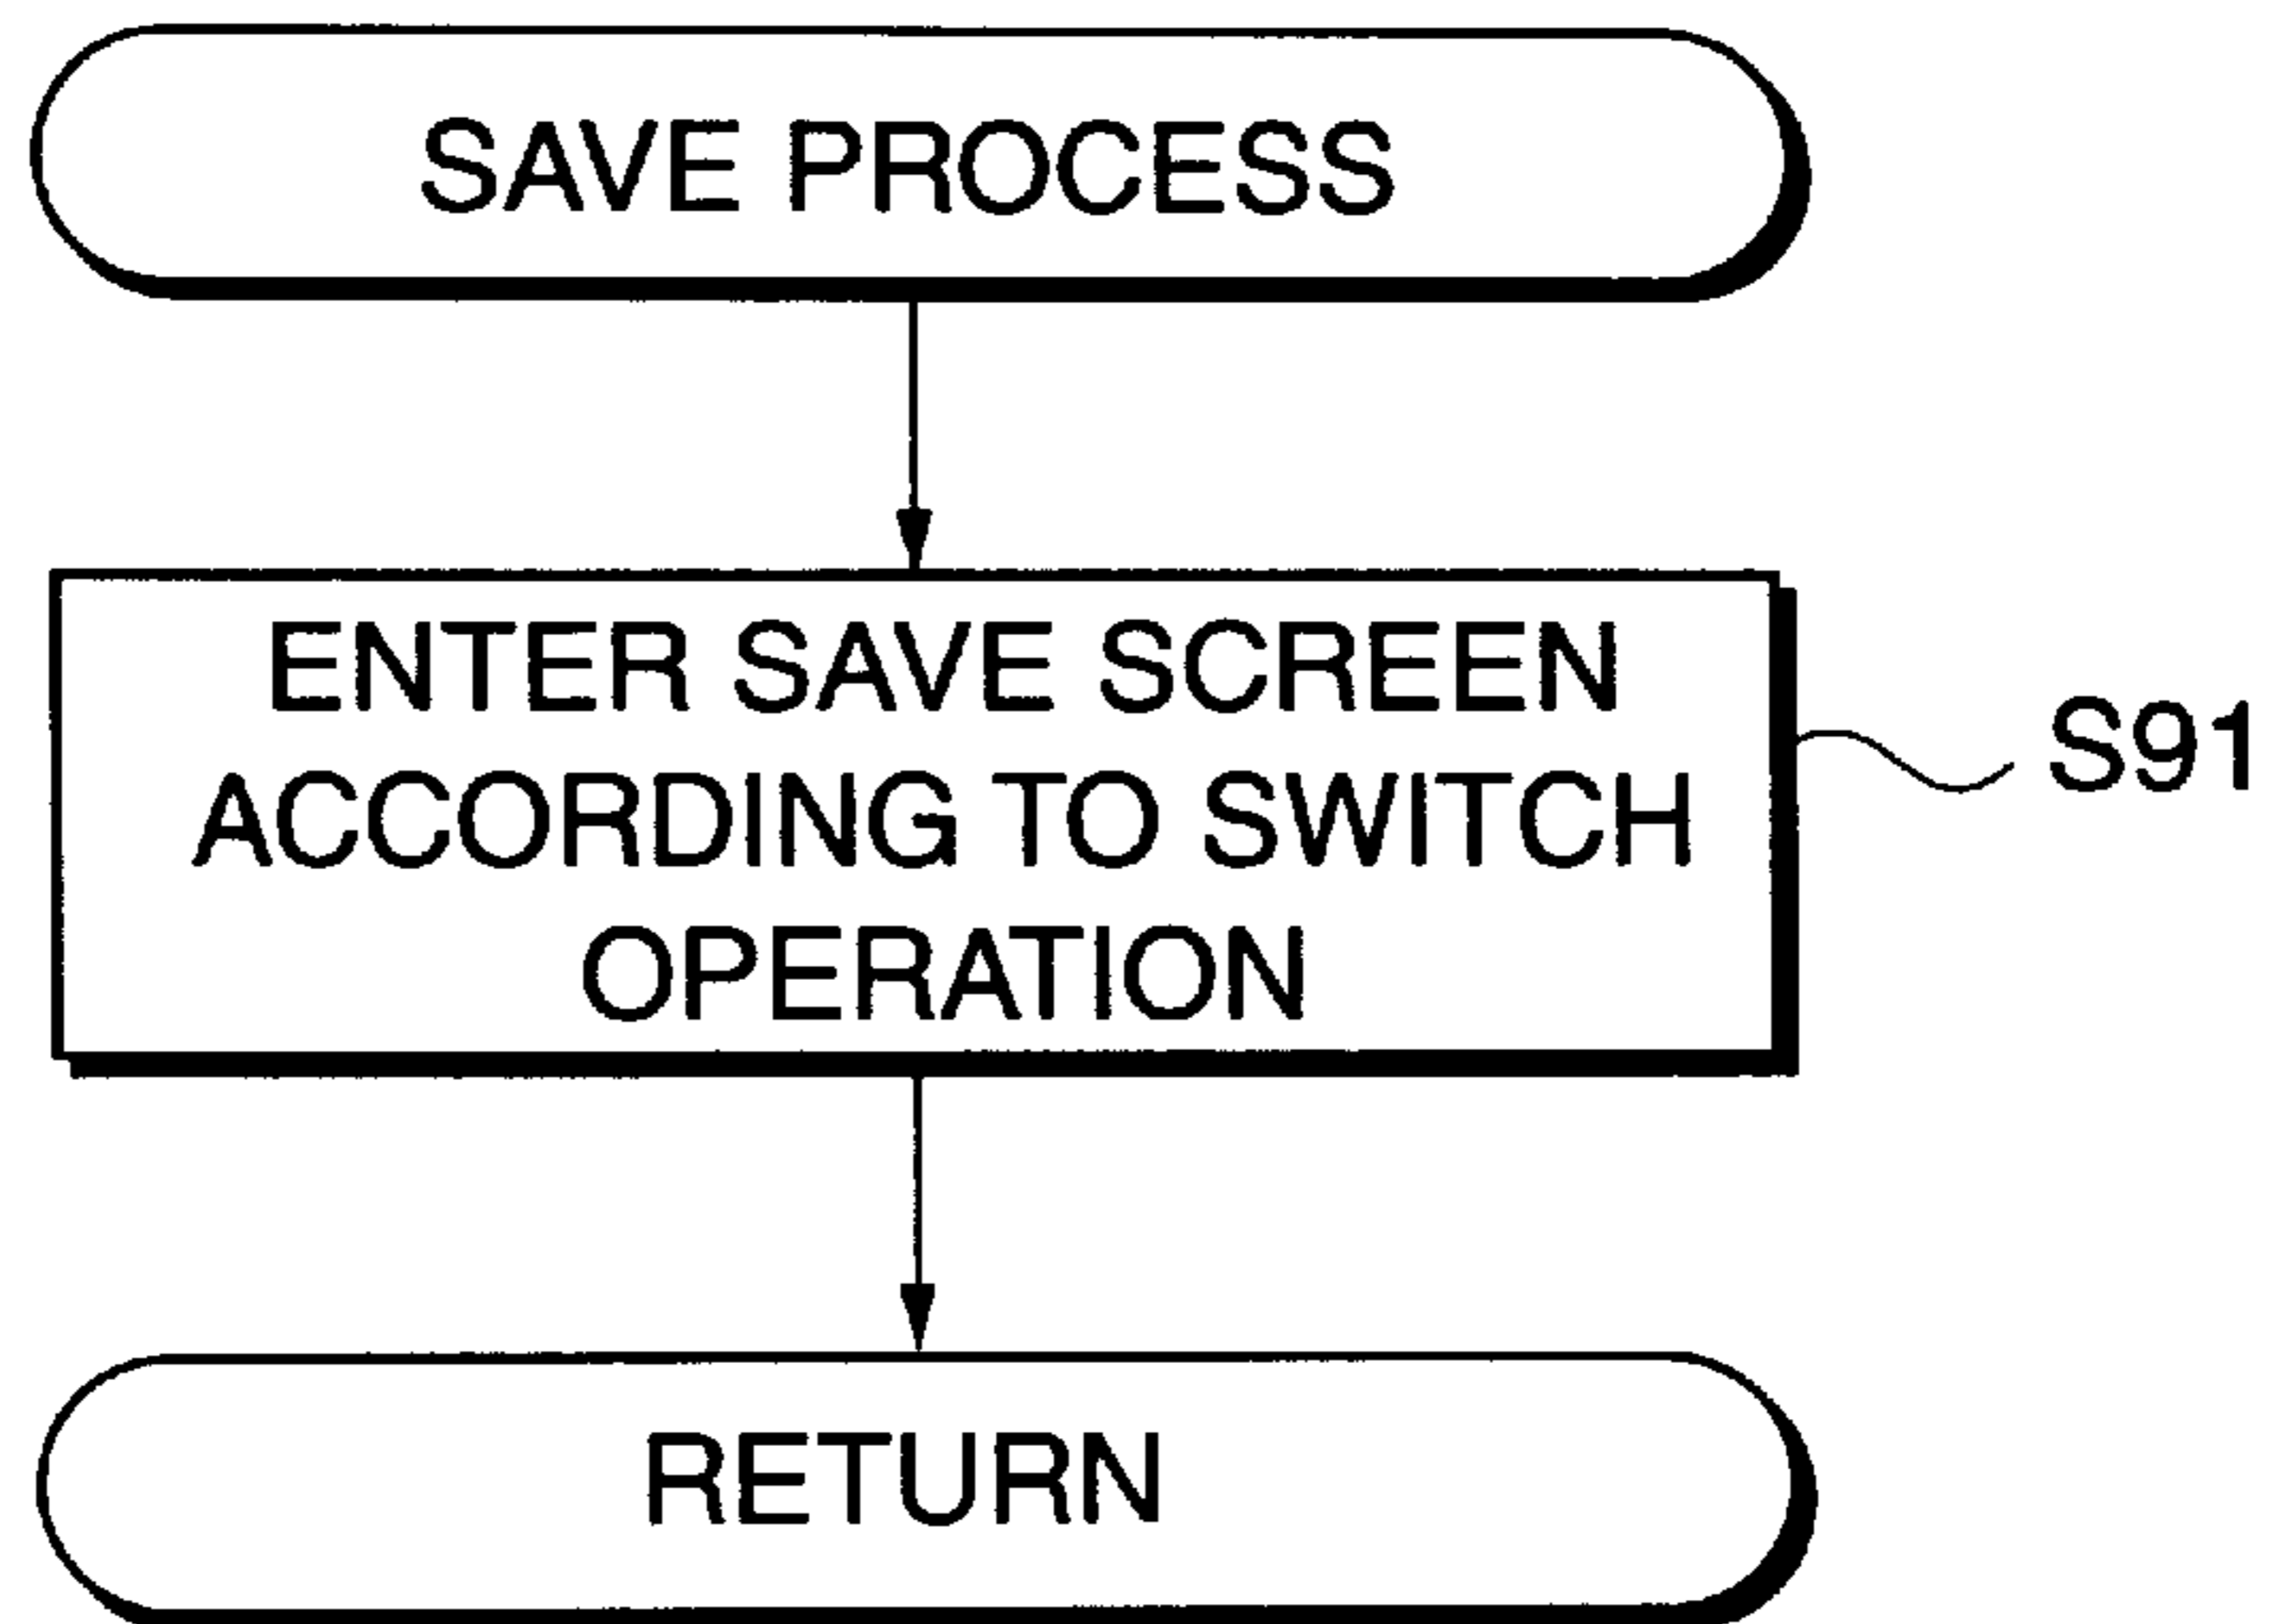 SAVE PROCESS
ENTER SAVE SCREEN
ACCORDING TO SWITCH
OPERATION
S91
RETURN